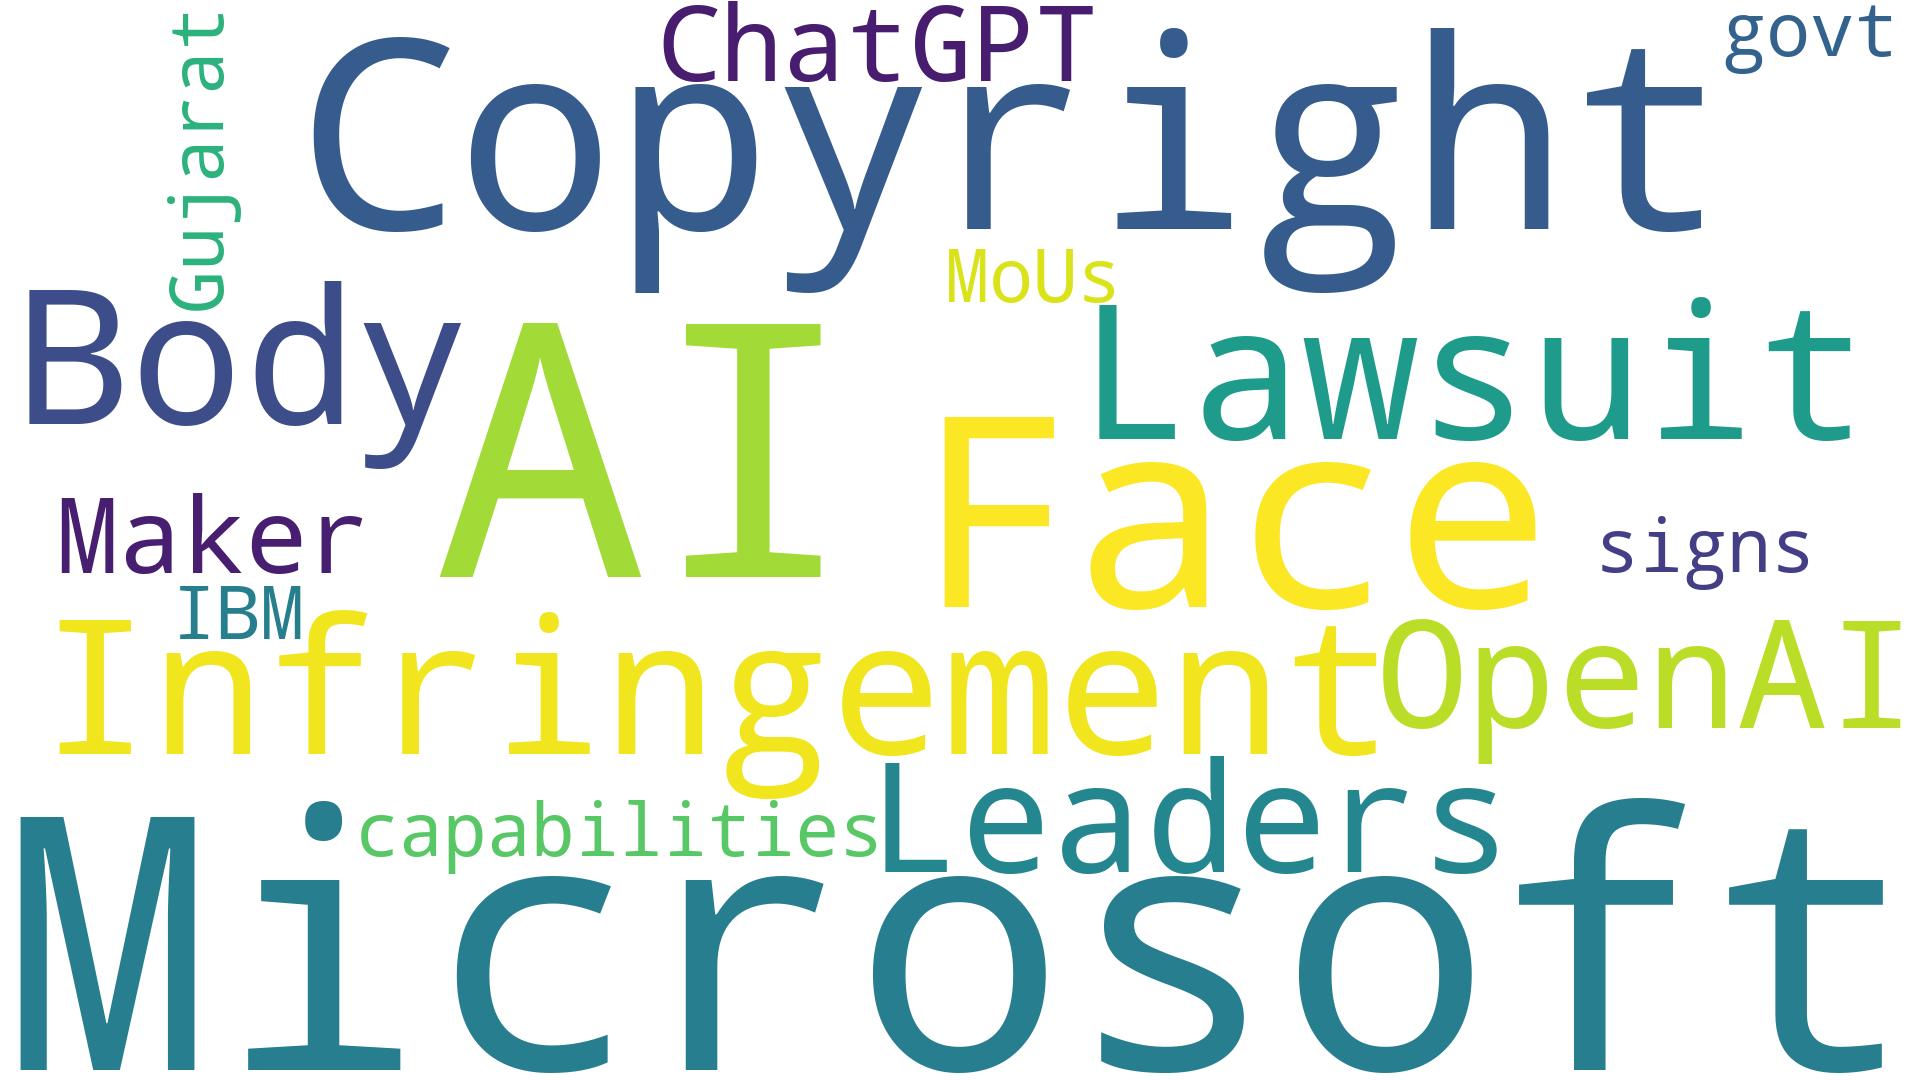 ChatGPT
govt
Gujarat
Copyright
MoUs
Body
AI
Lawsuit
Face
Maker
signs
IBM
Infringement
OpenAI
capabilities
Leaders
Microsoft